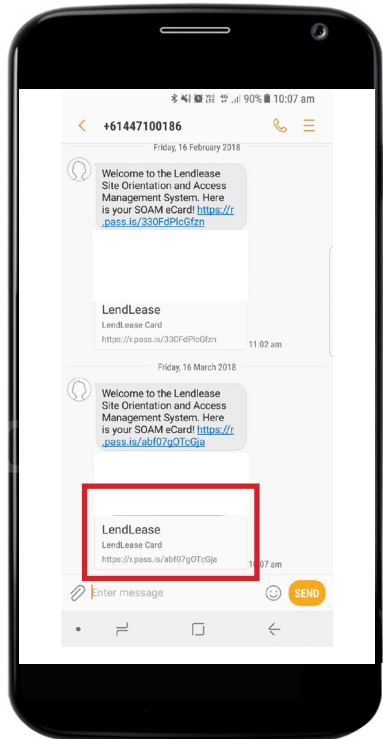 90% 10:07 am
+61447100186
Friday, 16 February 2018
Welcome to the Lendlease
Site Orientation and Access
Management System. Here
is your SOAM eCard! https://r
.pass.is/330FdPlcGfzn
LendLease
LendLease Card
https://r.pass.is/330FdPlcGfzn
11:02 am
Friday, 16 March 2018
Welcome to the Lendlease
Site Orientation and Access
Management System. Here
is your SOAM eCard! https://r
.pass.is/abf07gOTcGja
LendLease
LendLease Card
https://r.pass.is/abf07gOTcGja
10:07 am
Enter message
SEND